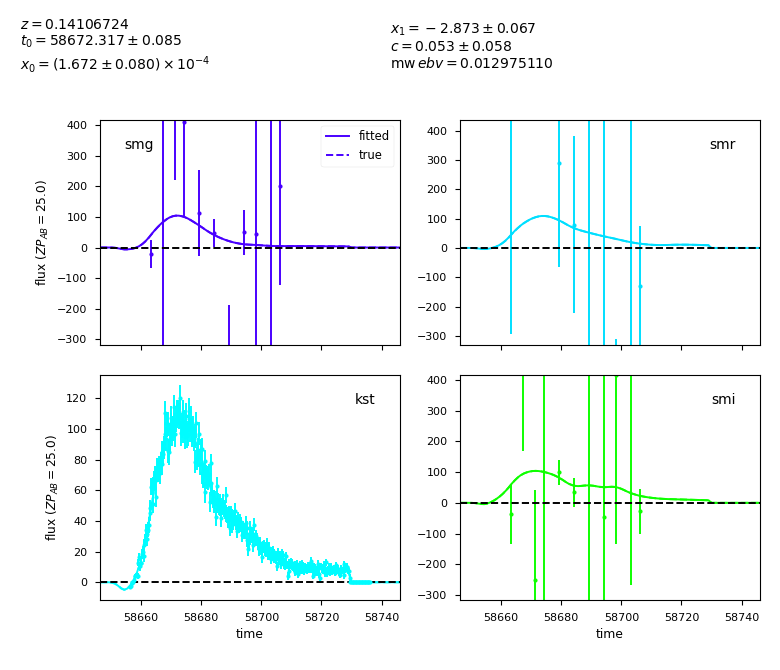 z = 0.14106724
t₀ = 58672.317 ± 0.085
x₀ = (1.672 ± 0.080) × 10⁻⁴
x₁ = −2.873 ± 0.067
c = 0.053 ± 0.058
mw ebv = 0.012975110
smg
fitted
true
400
300
200
100
0
−100
−200
−300
flux (ZP_AB = 25.0)
smr
400
300
200
100
0
−100
−200
−300
kst
120
100
80
60
40
20
0
flux (ZP_AB = 25.0)
58660 58680 58700 58720 58740
time
smi
400
300
200
100
0
−100
−200
−300
58660 58680 58700 58720 58740
time